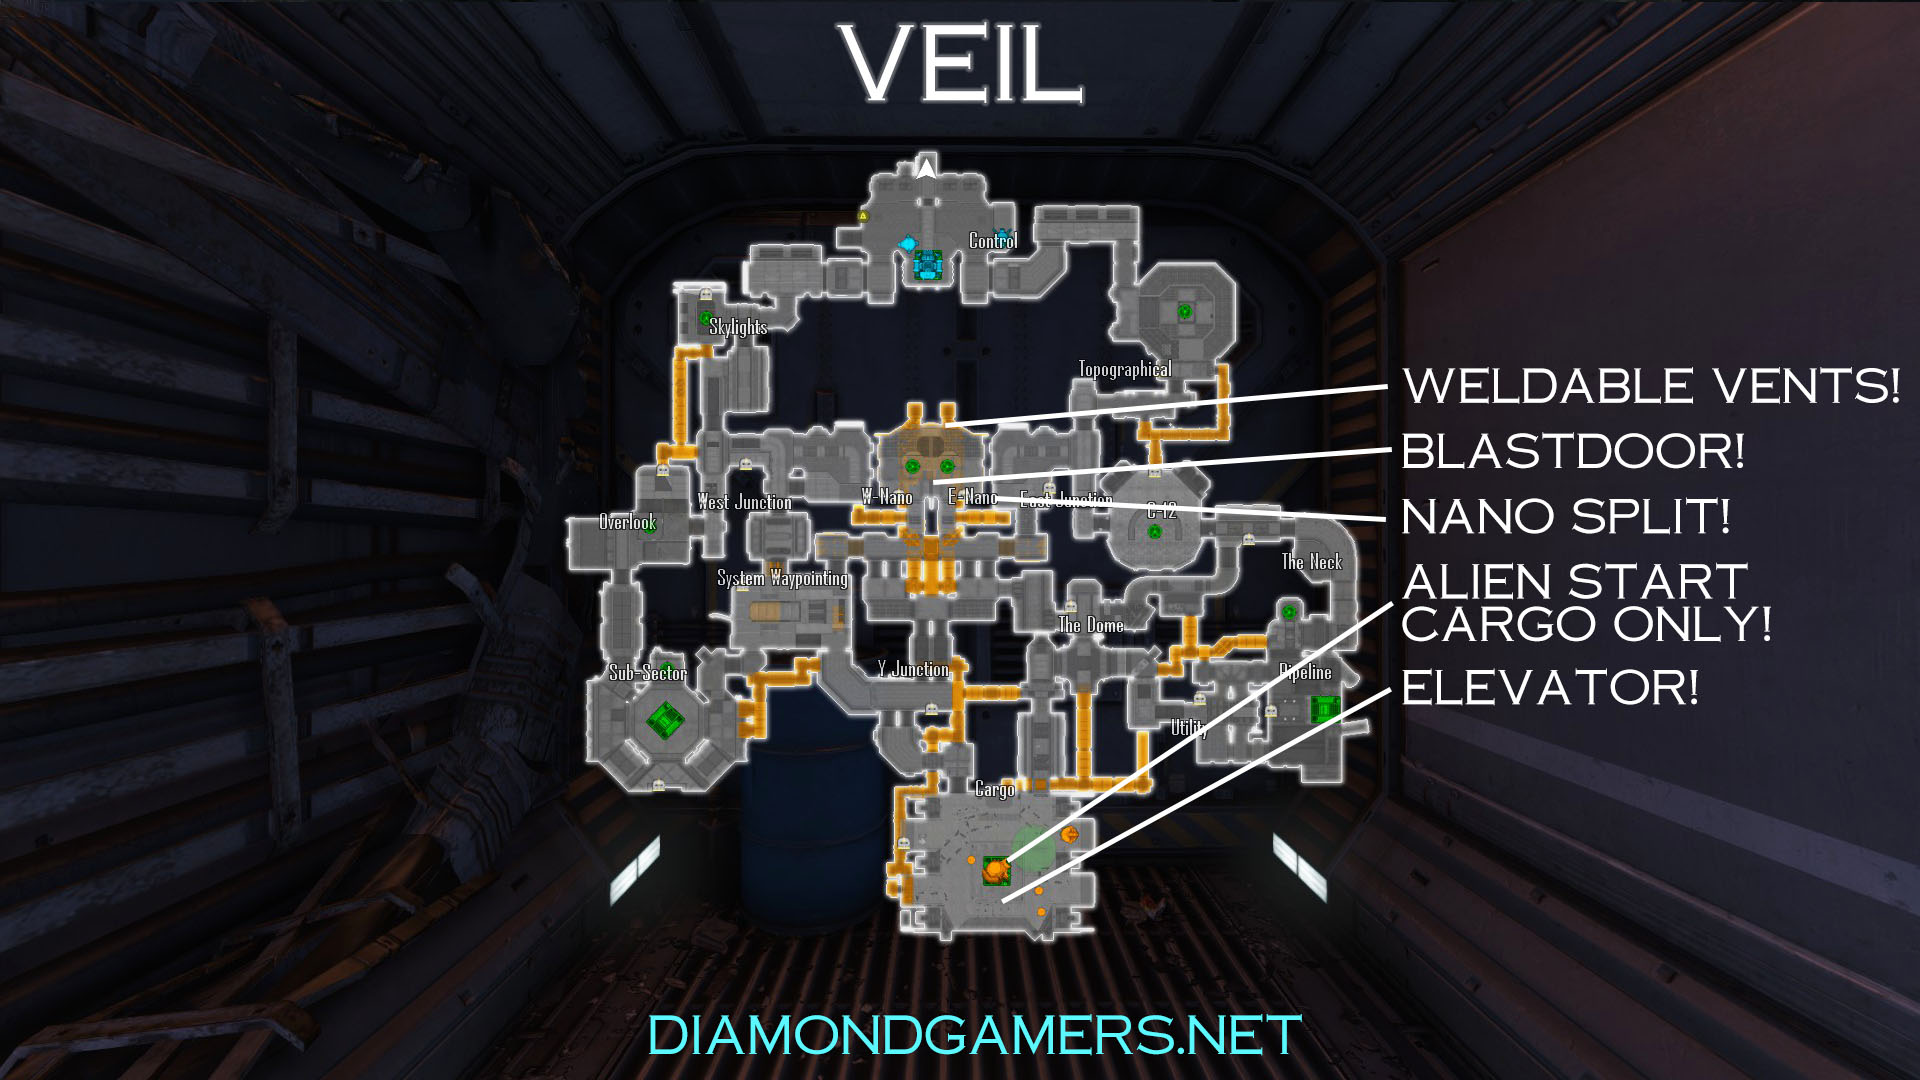 VEIL
Control
Skylights
Topographical
WELDABLE VENTS!
BLASTDOOR!
W-Nano
E-Nano
East Junction
West Junction
C-12
NANO SPLIT!
Overlook
The Neck
System Waypointing
ALIEN START
CARGO ONLY!
The Dome
Sub-Sector
Y Junction
Pipeline
ELEVATOR!
Utility
Cargo
DIAMONDGAMERS.NET